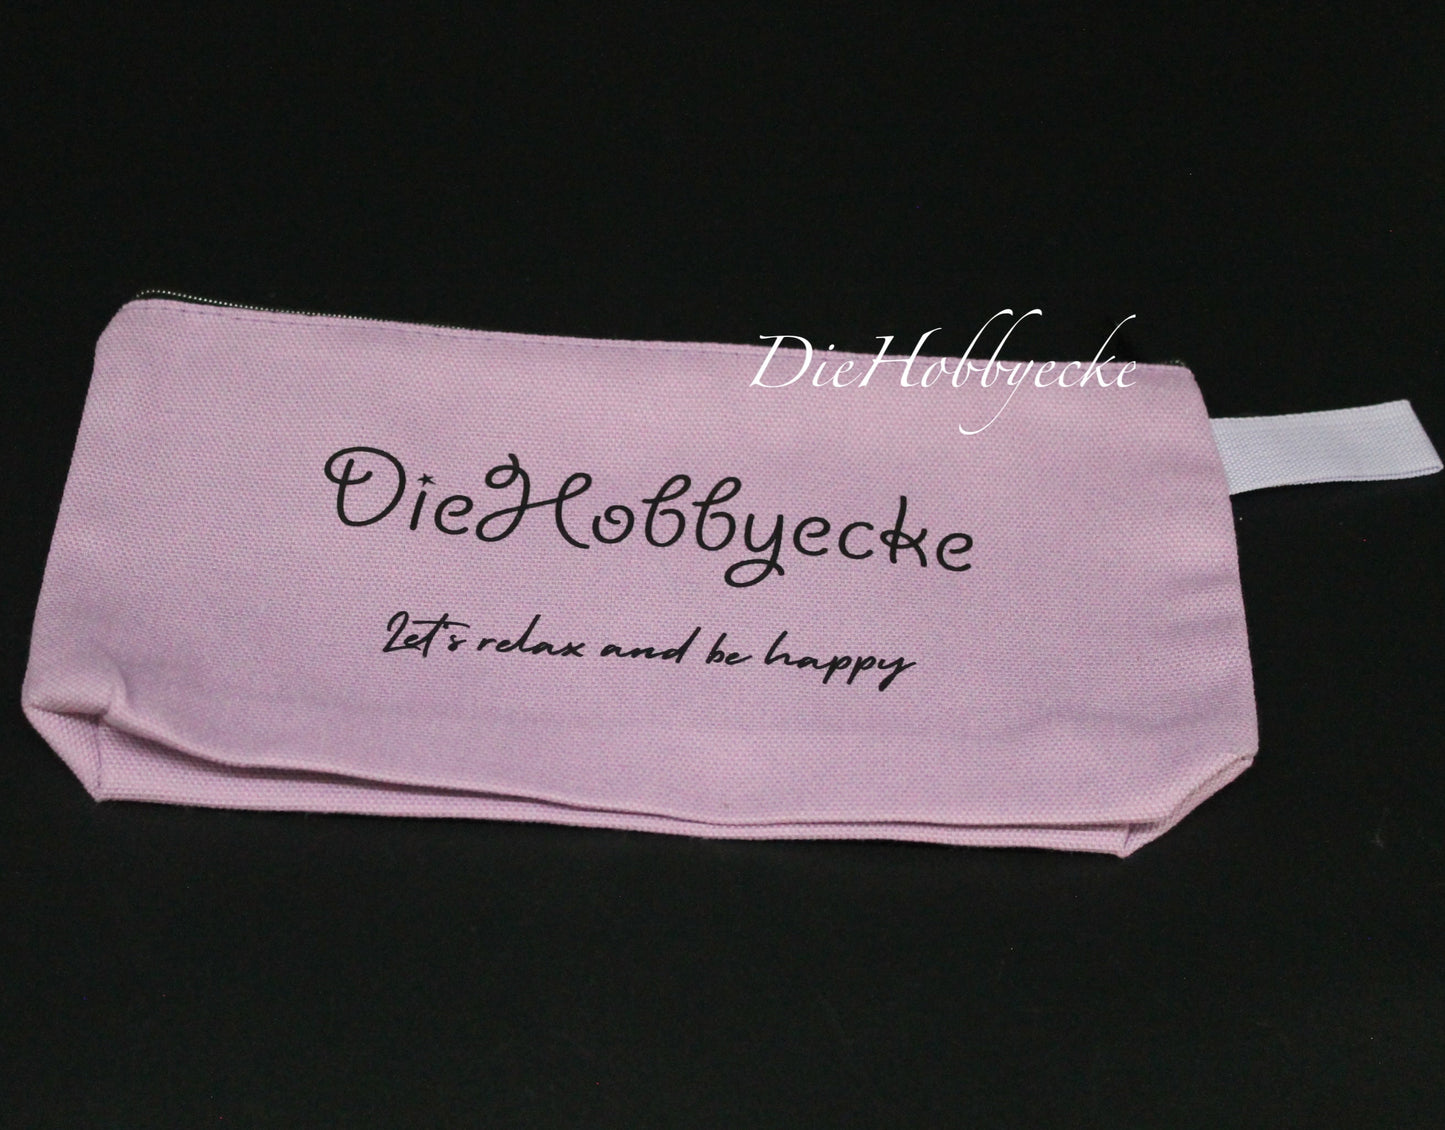 DieHobbyecke
DieHobbyecke
Let's relax and be happy